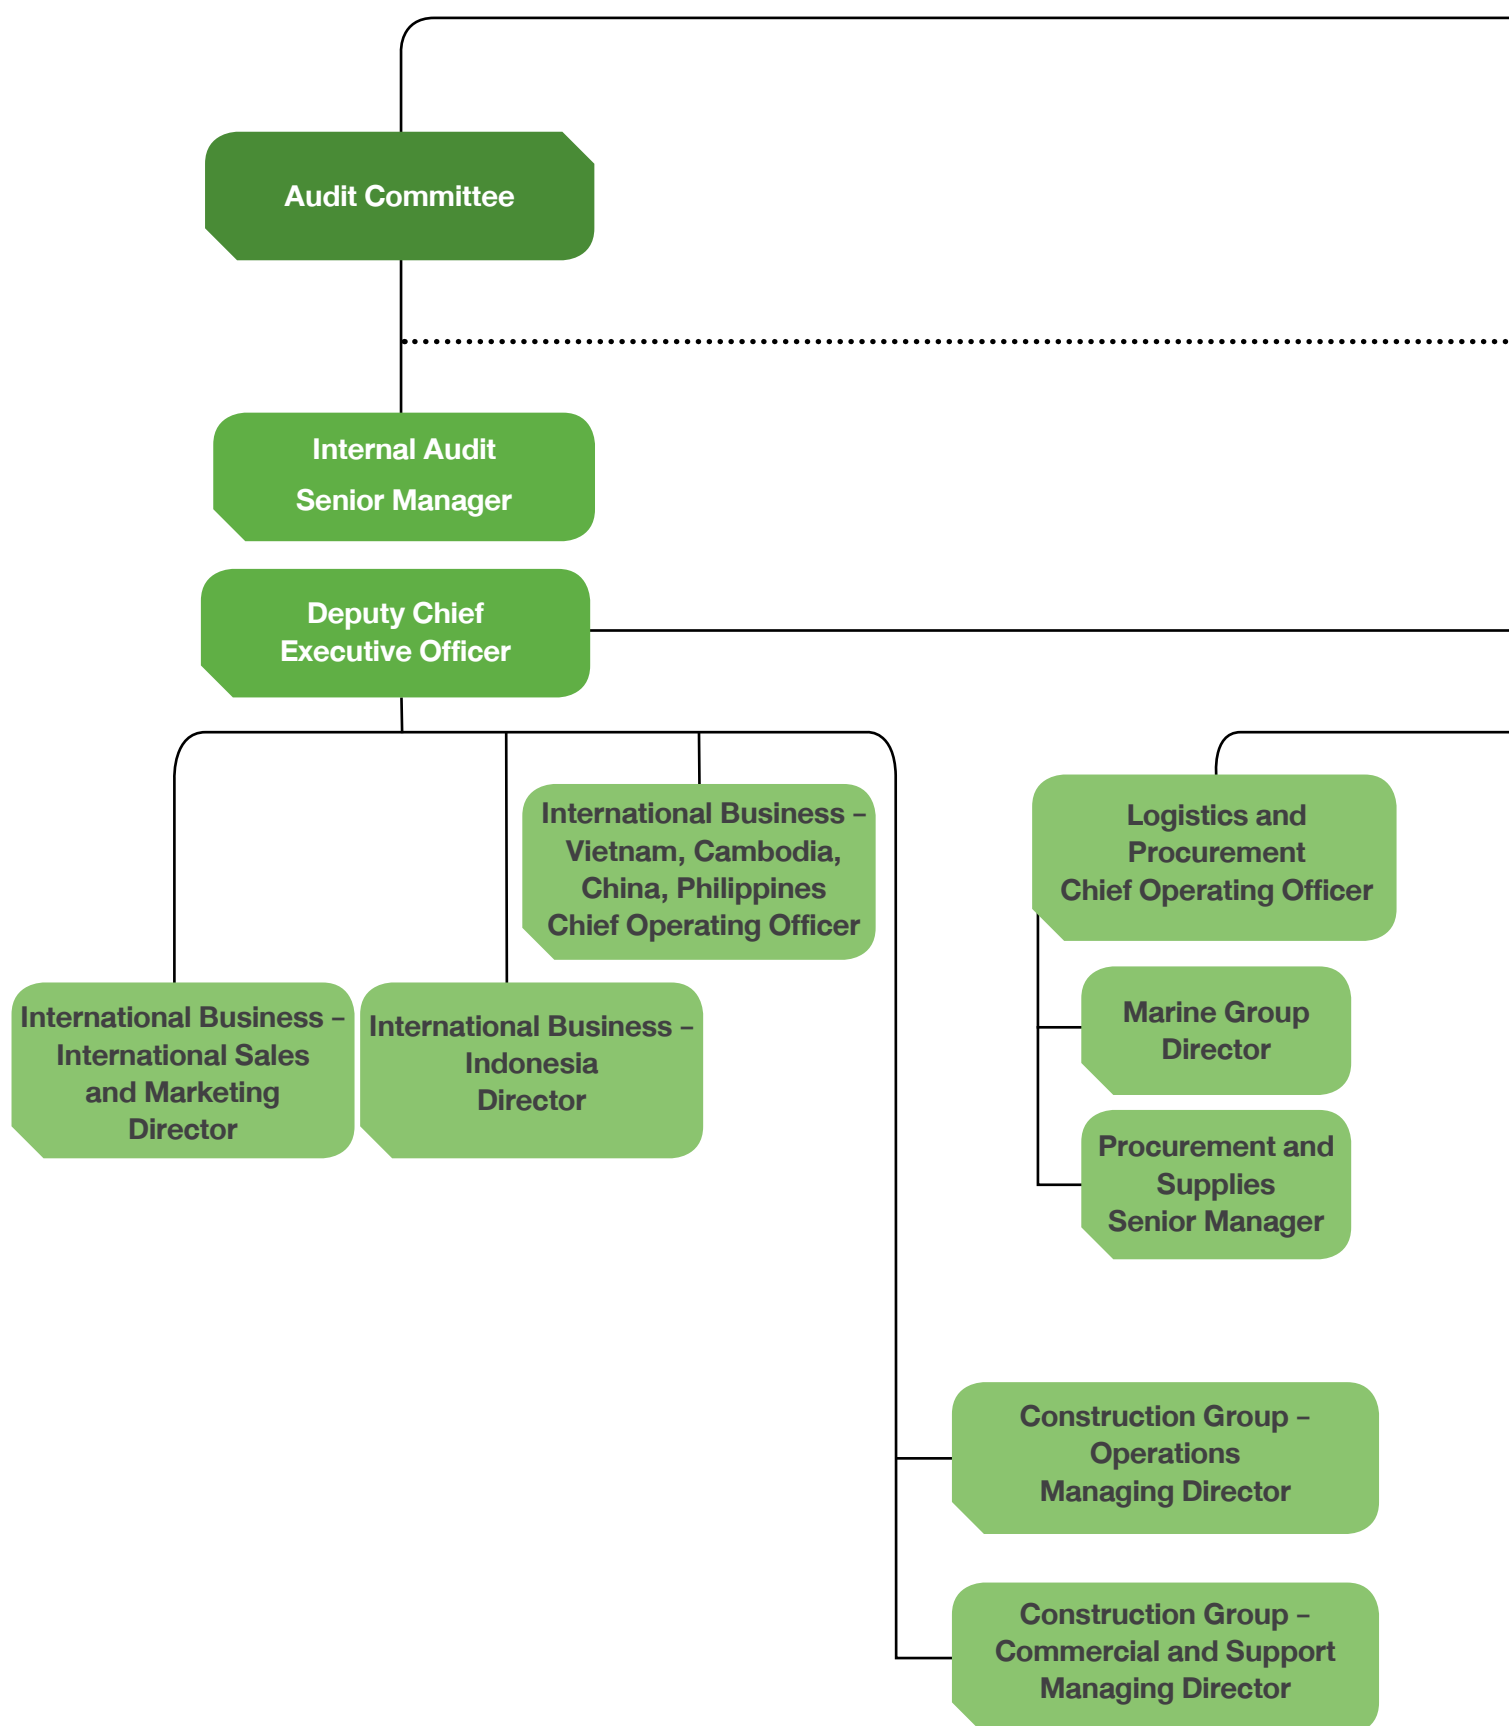 Audit Committee
Internal Audit
Senior Manager
Deputy Chief
Executive Officer
International Business –
Vietnam, Cambodia,
China, Philippines
Chief Operating Officer
Logistics and
Procurement
Chief Operating Officer
International Business –
International Sales
and Marketing
Director
International Business –
Indonesia
Director
Marine Group
Director
Procurement and
Supplies
Senior Manager
Construction Group –
Operations
Managing Director
Construction Group –
Commercial and Support
Managing Director